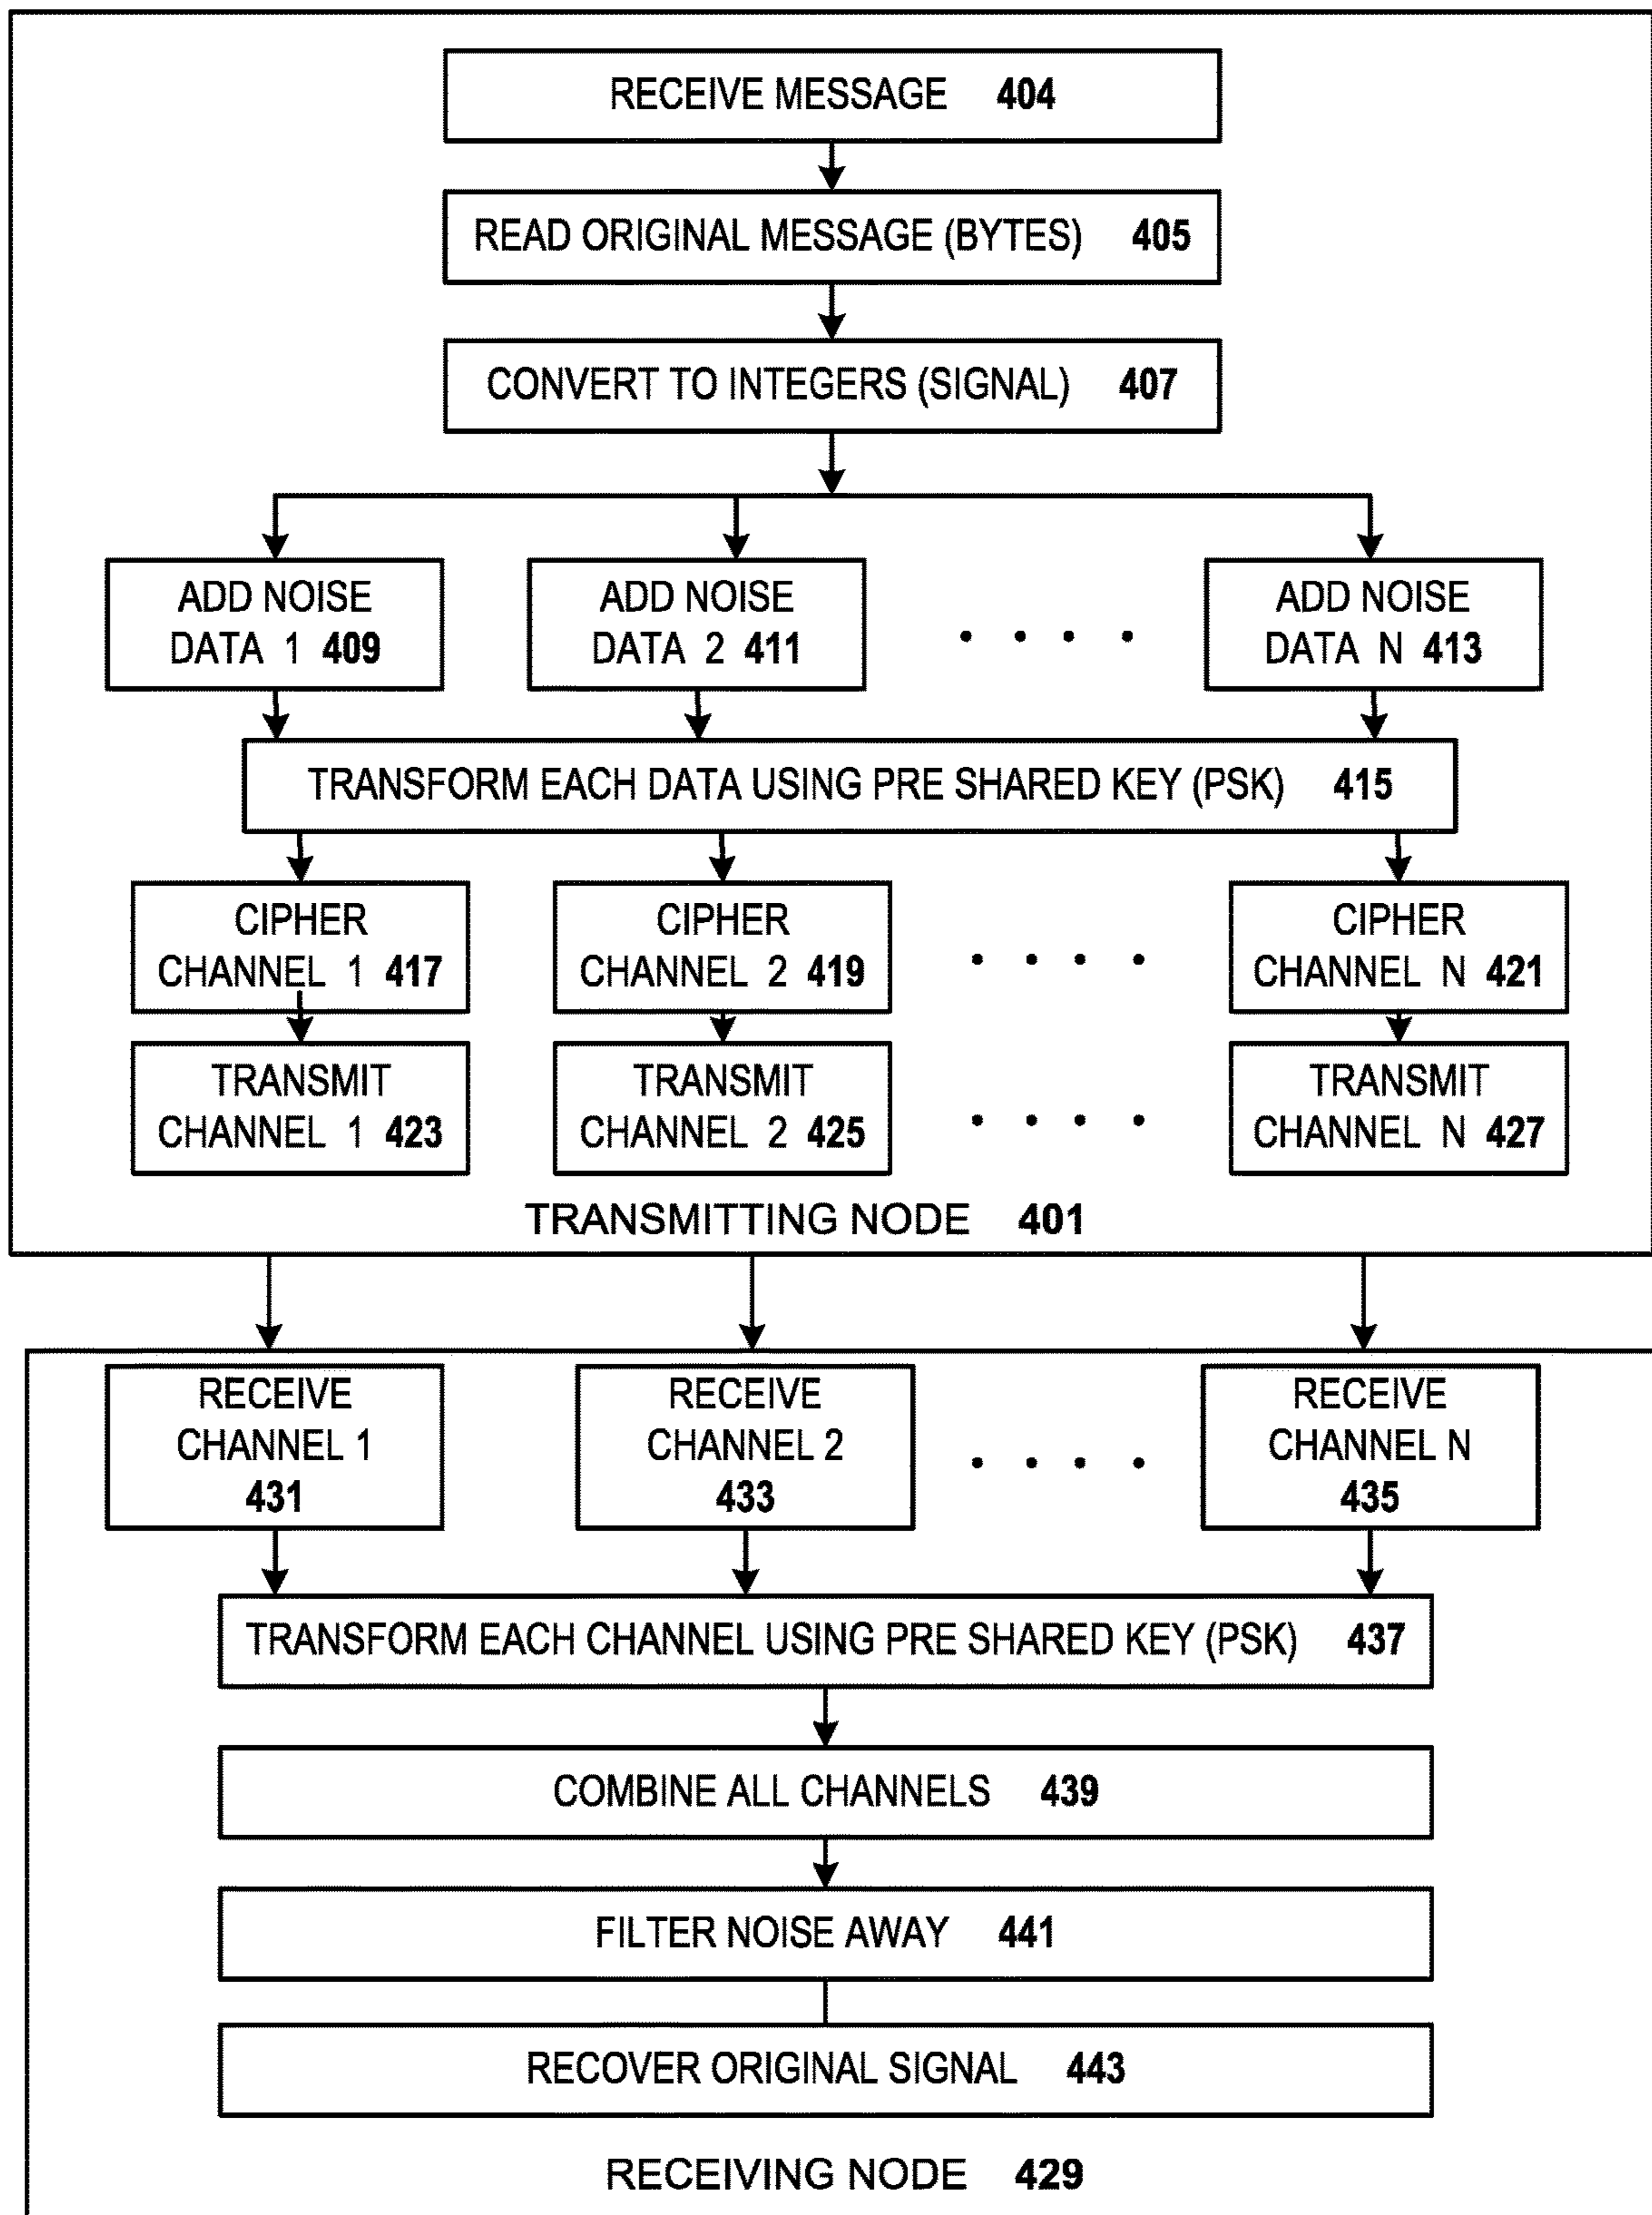 RECEIVE MESSAGE 404
READ ORIGINAL MESSAGE (BYTES) 405
CONVERT TO INTEGERS (SIGNAL) 407
ADD NOISE
DATA 1 409
ADD NOISE
DATA 2 411
ADD NOISE
DATA N 413
TRANSFORM EACH DATA USING PRE SHARED KEY (PSK) 415
CIPHER
CHANNEL 1 417
CIPHER
CHANNEL 2 419
CIPHER
CHANNEL N 421
TRANSMIT
CHANNEL 1 423
TRANSMIT
CHANNEL 2 425
TRANSMIT
CHANNEL N 427
TRANSMITTING NODE 401
RECEIVE
CHANNEL 1
431
RECEIVE
CHANNEL 2
433
RECEIVE
CHANNEL N
435
TRANSFORM EACH CHANNEL USING PRE SHARED KEY (PSK) 437
COMBINE ALL CHANNELS 439
FILTER NOISE AWAY 441
RECOVER ORIGINAL SIGNAL 443
RECEIVING NODE 429